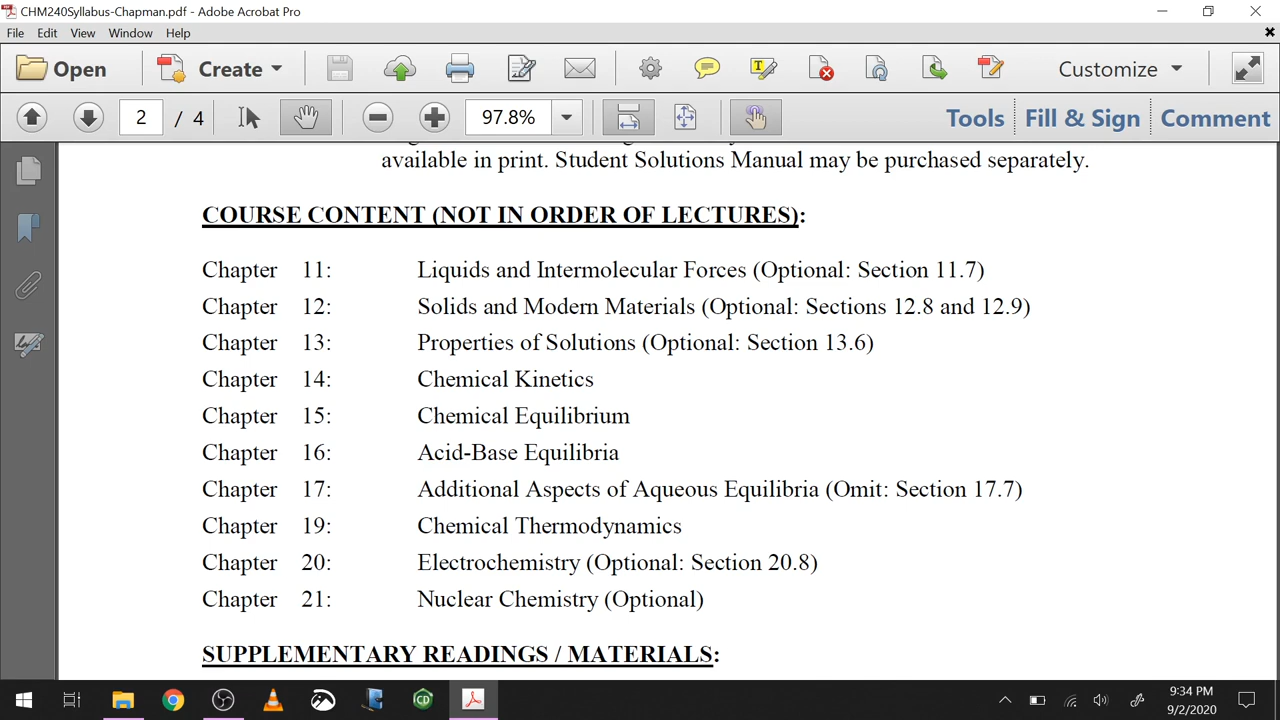 CHM240Syllabus-Chapman.pdf - Adobe Acrobat Pro
File Edit View Window Help
Open Create Customize
2 / 4 97.8% Tools Fill & Sign Comment
available in print. Student Solutions Manual may be purchased separately.
COURSE CONTENT (NOT IN ORDER OF LECTURES):
Chapter 11: Liquids and Intermolecular Forces (Optional: Section 11.7)
Chapter 12: Solids and Modern Materials (Optional: Sections 12.8 and 12.9)
Chapter 13: Properties of Solutions (Optional: Section 13.6)
Chapter 14: Chemical Kinetics
Chapter 15: Chemical Equilibrium
Chapter 16: Acid-Base Equilibria
Chapter 17: Additional Aspects of Aqueous Equilibria (Omit: Section 17.7)
Chapter 19: Chemical Thermodynamics
Chapter 20: Electrochemistry (Optional: Section 20.8)
Chapter 21: Nuclear Chemistry (Optional)
SUPPLEMENTARY READINGS / MATERIALS:
9:34 PM
9/2/2020